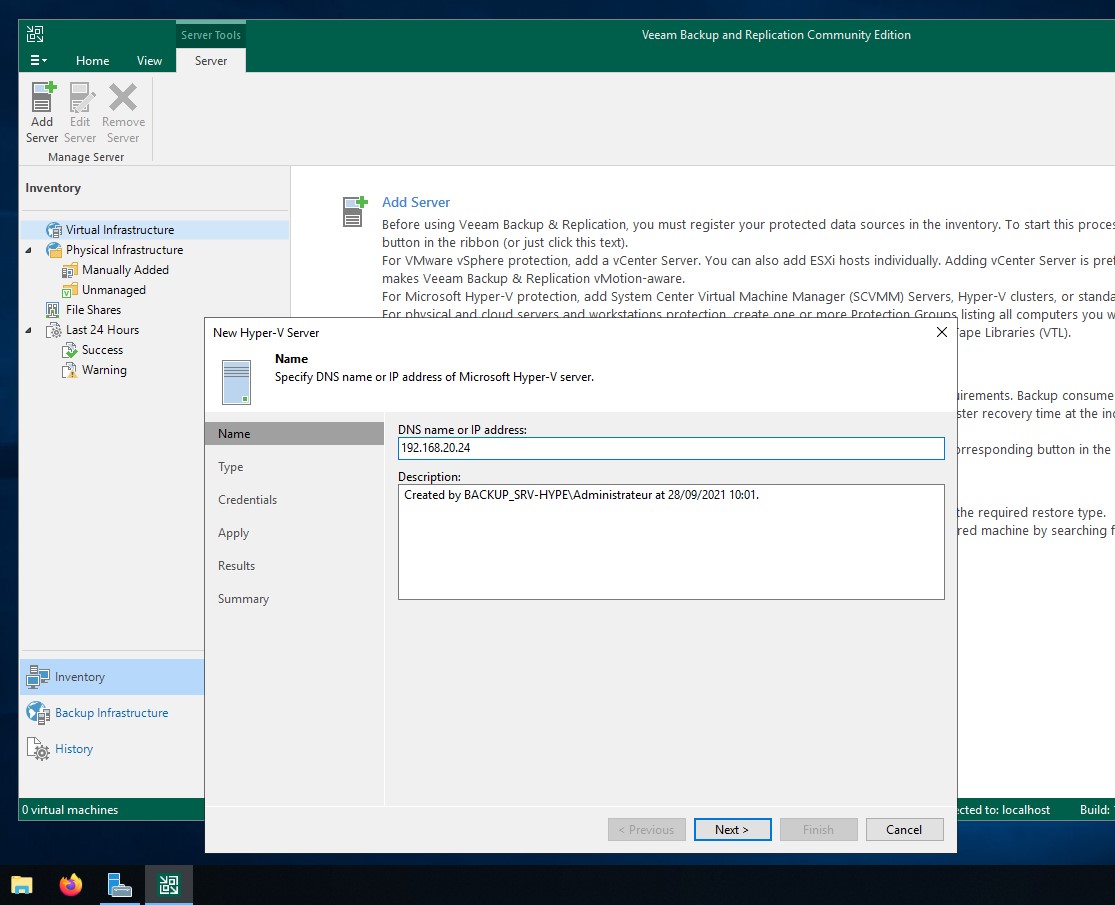 Server Tools
Veeam Backup and Replication Community Edition
Home View Server
Add Server
Edit Server
Remove Server
Manage Server
Inventory
Virtual Infrastructure
Physical Infrastructure
Manually Added
Unmanaged
File Shares
Last 24 Hours
Success
Warning
Add Server
Before using Veeam Backup & Replication, you must register your protected data sources in the inventory. To start this
button in the ribbon (or just click this text).
For VMware vSphere protection, add a vCenter Server. You can also add ESXi hosts individually. Adding vCenter Server is
makes Veeam Backup & Replication vMotion-aware.
For Microsoft Hyper-V protection, add System Center Virtual Machine Manager (SCVMM) Servers, Hyper-V clusters, or
For physical and cloud servers and workstations protection, create one or more Protection Groups listing all computers you
Tape Libraries (VTL).
Backup
recovery time at the
button in the
the required restore type.
machine by searching
New Hyper-V Server
Name
Specify DNS name or IP address of Microsoft Hyper-V server.
Name
Type
Credentials
Apply
Results
Summary
DNS name or IP address:
192.168.20.24
Description:
Created by BACKUP_SRV-HYPE\Administrateur at 28/09/2021 10:01.
< Previous Next > Finish Cancel
Inventory
Backup Infrastructure
History
0 virtual machines
to: localhost Build: